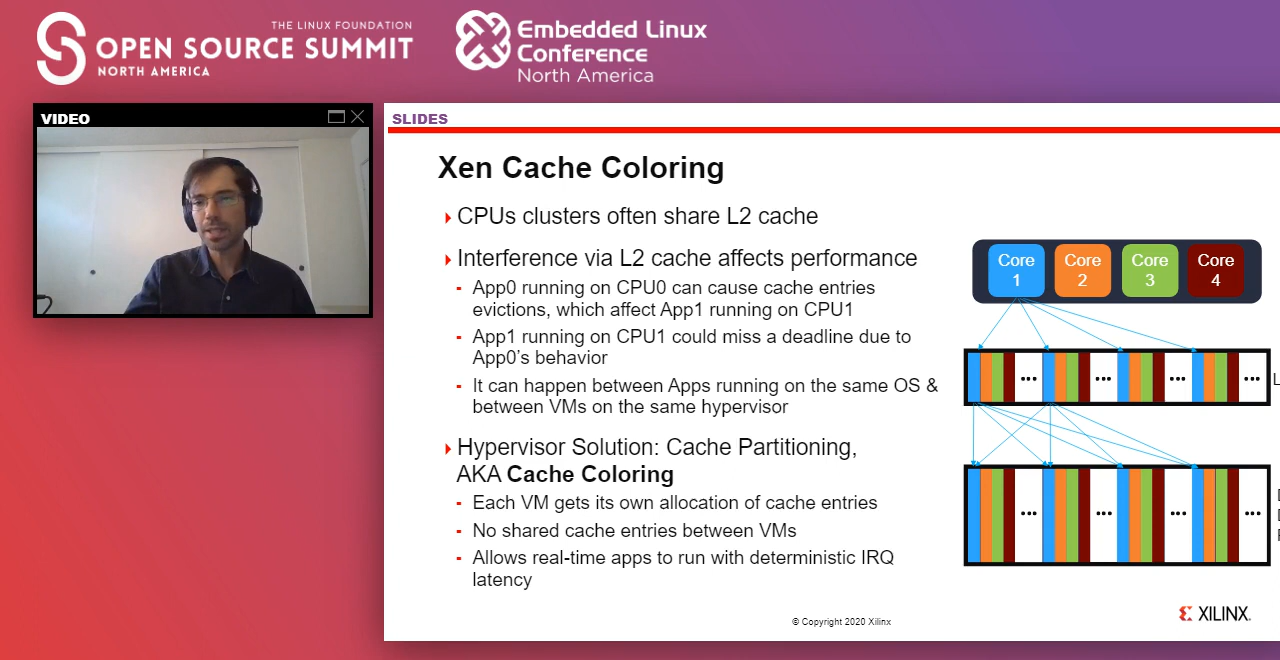 THE LINUX FOUNDATION
OPEN SOURCE SUMMIT
NORTH AMERICA
Embedded Linux
Conference
North America
VIDEO
SLIDES
Xen Cache Coloring
CPUs clusters often share L2 cache
Interference via L2 cache affects performance
- App0 running on CPU0 can cause cache entries
evictions, which affect App1 running on CPU1
- App1 running on CPU1 could miss a deadline due to
App0's behavior
- It can happen between Apps running on the same OS &
between VMs on the same hypervisor
Hypervisor Solution: Cache Partitioning,
AKA Cache Coloring
- Each VM gets its own allocation of cache entries
- No shared cache entries between VMs
- Allows real-time apps to run with deterministic IRQ
latency
Core 1
Core 2
Core 3
Core 4
... ... ... ...
... ... ... ...
© Copyright 2020 Xilinx
XILINX.